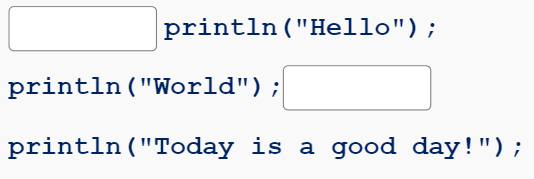 println("Hello");
println("World");
println("Today is a good day!");